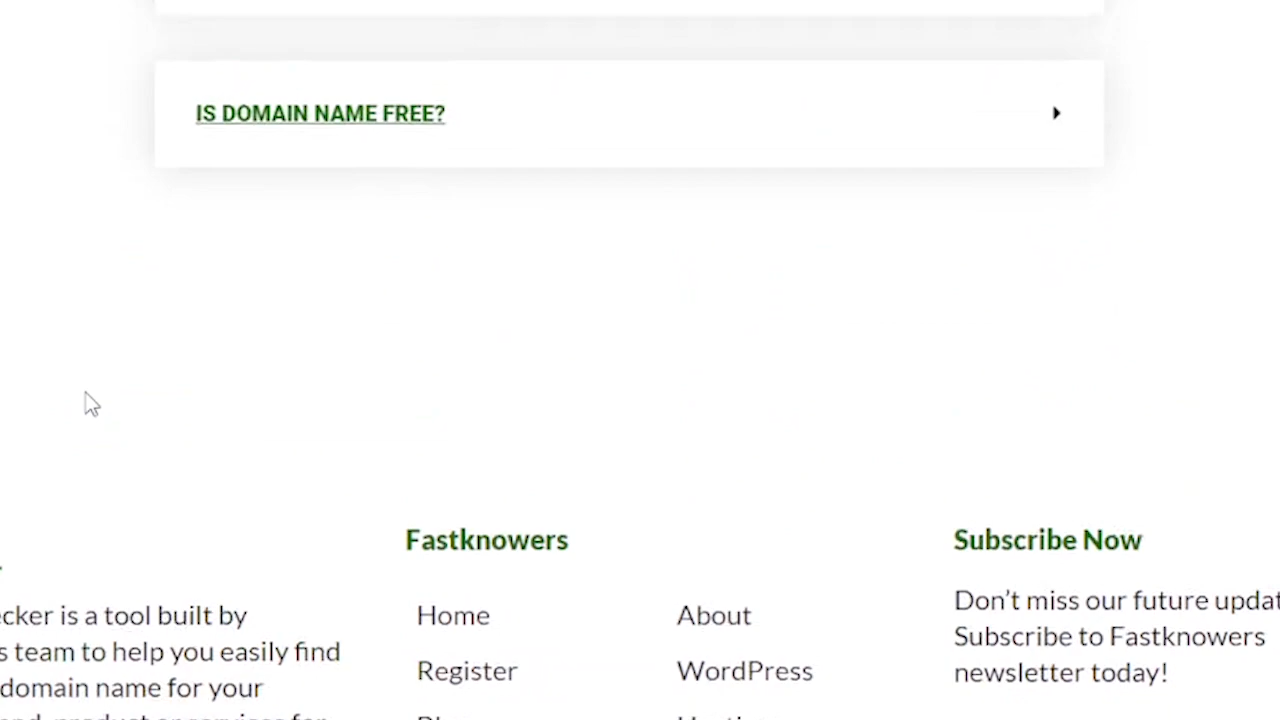 IS DOMAIN NAME FREE?
Fastknowers
Subscribe Now
Home
About
Register
WordPress
ecker is a tool built by
s team to help you easily find
domain name for your
Don't miss our future updat
Subscribe to Fastknowers
newsletter today!